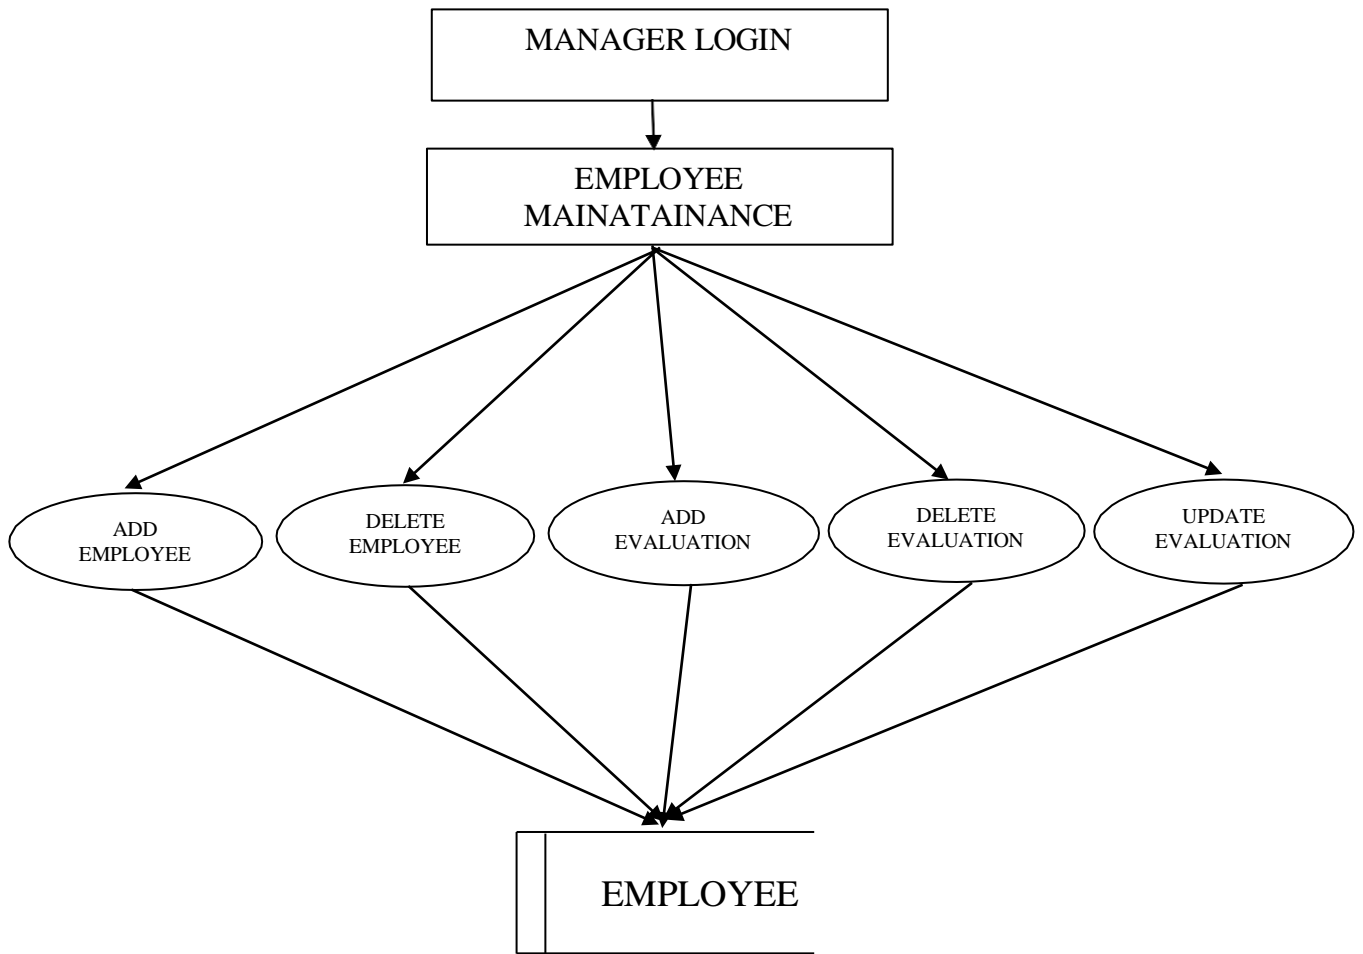 MANAGER LOGIN
EMPLOYEE
MAINATAINANCE
ADD
EMPLOYEE
DELETE
EMPLOYEE
ADD
EVALUATION
DELETE
EVALUATION
UPDATE
EVALUATION
EMPLOYEE